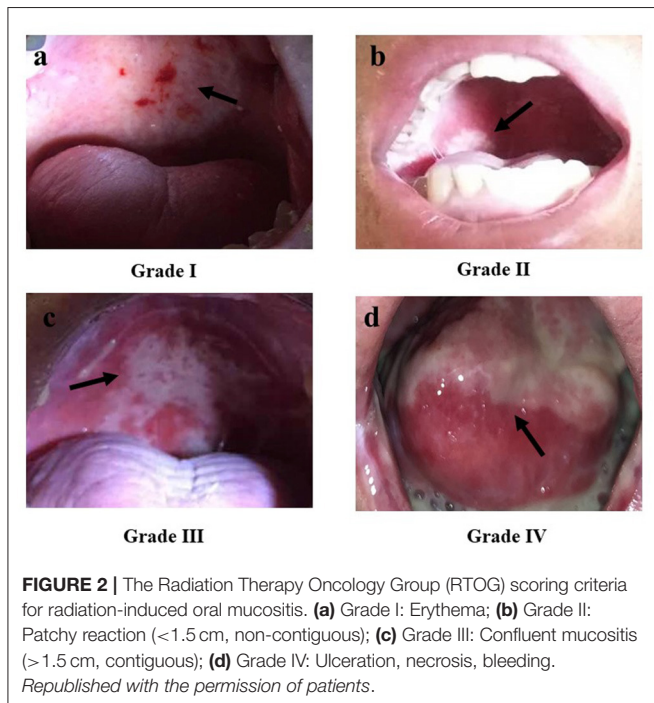 a
b
Grade I
Grade II
c
d
Grade III
Grade IV
FIGURE 2 | The Radiation Therapy Oncology Group (RTOG) scoring criteria
for radiation-induced oral mucositis. (a) Grade I: Erythema; (b) Grade II:
Patchy reaction (<1.5 cm, non-contiguous); (c) Grade III: Confluent mucositis
(>1.5 cm, contiguous); (d) Grade IV: Ulceration, necrosis, bleeding.
Republished with the permission of patients.